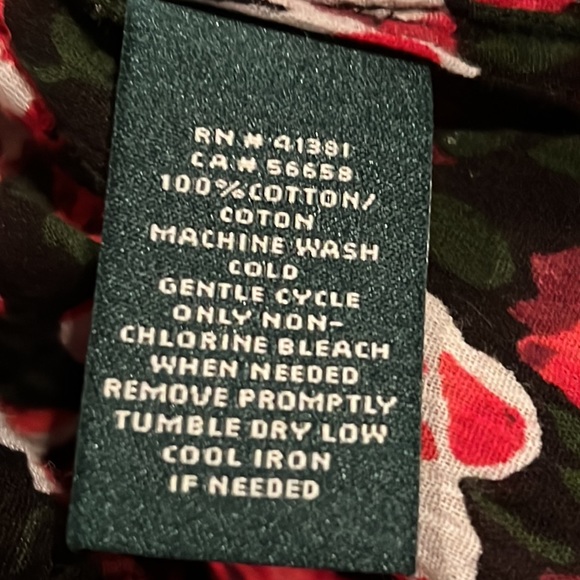 RN # 41381
CA # 56658
100%COTTON/
COTON
MACHINE WASH
COLD
GENTLE CYCLE
ONLY NON-
CHLORINE BLEACH
WHEN NEEDED
REMOVE PROMPTLY
TUMBLE DRY LOW
COOL IRON
IF NEEDED